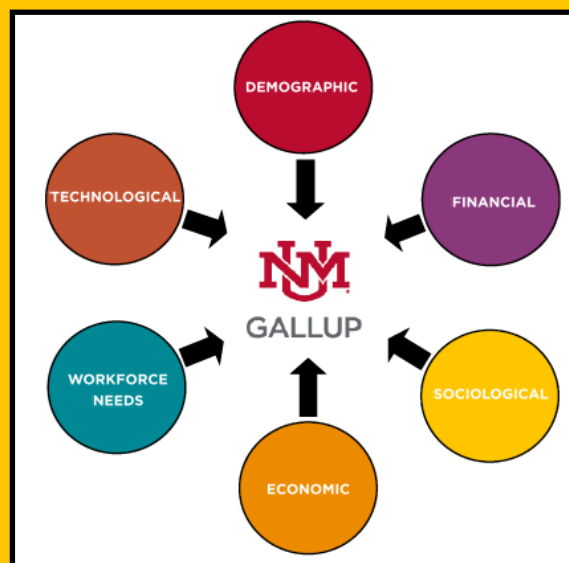 DEMOGRAPHIC
TECHNOLOGICAL
FINANCIAL
UNM
GALLUP
WORKFORCE
NEEDS
SOCIOLOGICAL
ECONOMIC